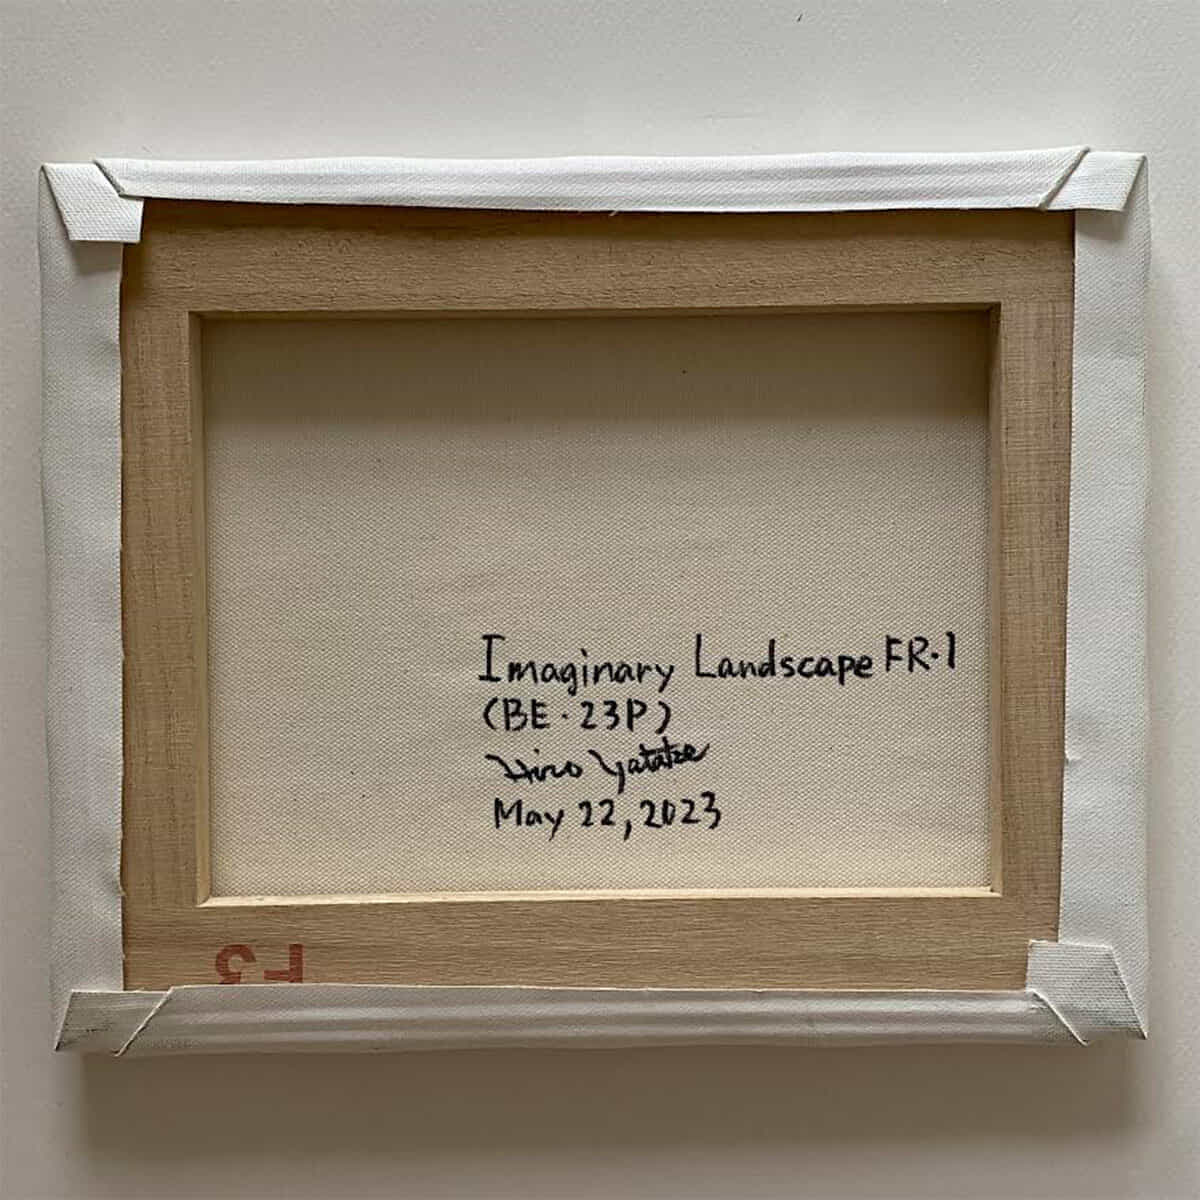 Imaginary Landscape FR・1
(BE・23P)
Hiro Yatabe
May 22, 2023
F3